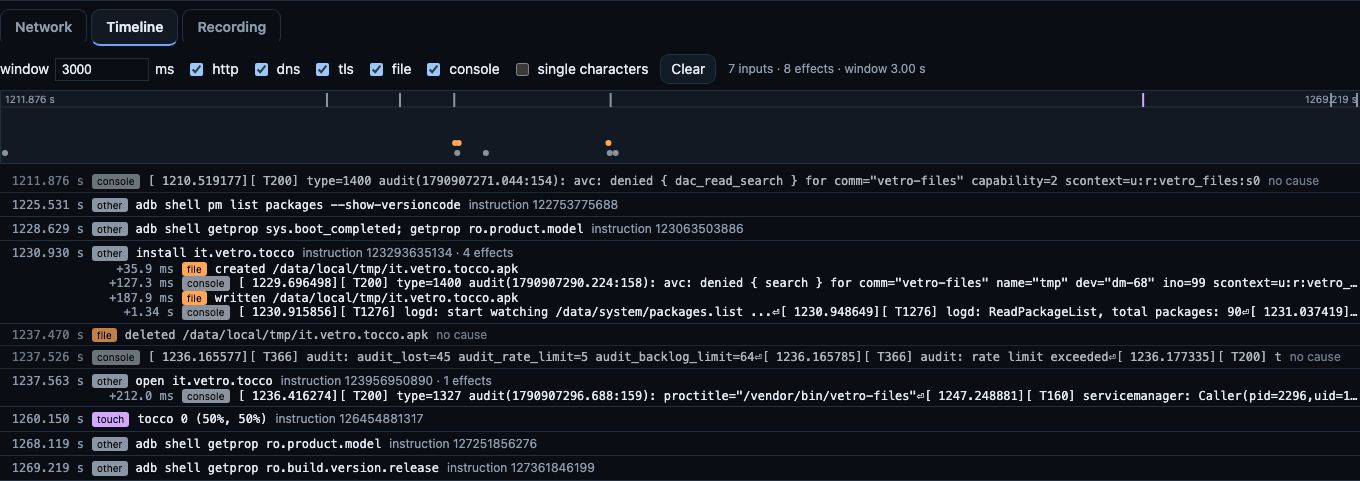 Network Timeline Recording
window 3000 ms http dns tls file console single characters Clear 7 inputs · 8 effects · window 3.00 s
1211.876 s 1269.219 s
1211.876 s console [ 1210.519177][ T200] type=1400 audit(1790907271.044:154): avc: denied { dac_read_search } for comm="vetro-files" capability=2 scontext=u:r:vetro_files:s0 no cause
1225.531 s other adb shell pm list packages --show-versioncode instruction 122753775688
1228.629 s other adb shell getprop sys.boot_completed; getprop ro.product.model instruction 123063503886
1230.930 s other install it.vetro.tocco instruction 123293635134 · 4 effects
+35.9 ms file created /data/local/tmp/it.vetro.tocco.apk
+127.3 ms console [ 1229.696498][ T200] type=1400 audit(1790907290.224:158): avc: denied { search } for comm="vetro-files" name="tmp" dev="dm-68" ino=99 scontext=u:r:vetro_…
+187.9 ms file written /data/local/tmp/it.vetro.tocco.apk
+1.34 s console [ 1230.915856][ T1276] logd: start watching /data/system/packages.list ...⏎[ 1230.948649][ T1276] logd: ReadPackageList, total packages: 90⏎[ 1231.037419]…
1237.470 s file deleted /data/local/tmp/it.vetro.tocco.apk no cause
1237.526 s console [ 1236.165577][ T366] audit: audit_lost=45 audit_rate_limit=5 audit_backlog_limit=64⏎[ 1236.165785][ T366] audit: rate limit exceeded⏎[ 1236.177335][ T200] t no cause
1237.563 s other open it.vetro.tocco instruction 123956950890 · 1 effects
+212.0 ms console [ 1236.416274][ T200] type=1327 audit(1790907296.688:159): proctitle="/vendor/bin/vetro-files"⏎[ 1247.248881][ T160] servicemanager: Caller(pid=2296,uid=1…
1260.150 s touch tocco 0 (50%, 50%) instruction 126454881317
1268.119 s other adb shell getprop ro.product.model instruction 127251856276
1269.219 s other adb shell getprop ro.build.version.release instruction 127361846199